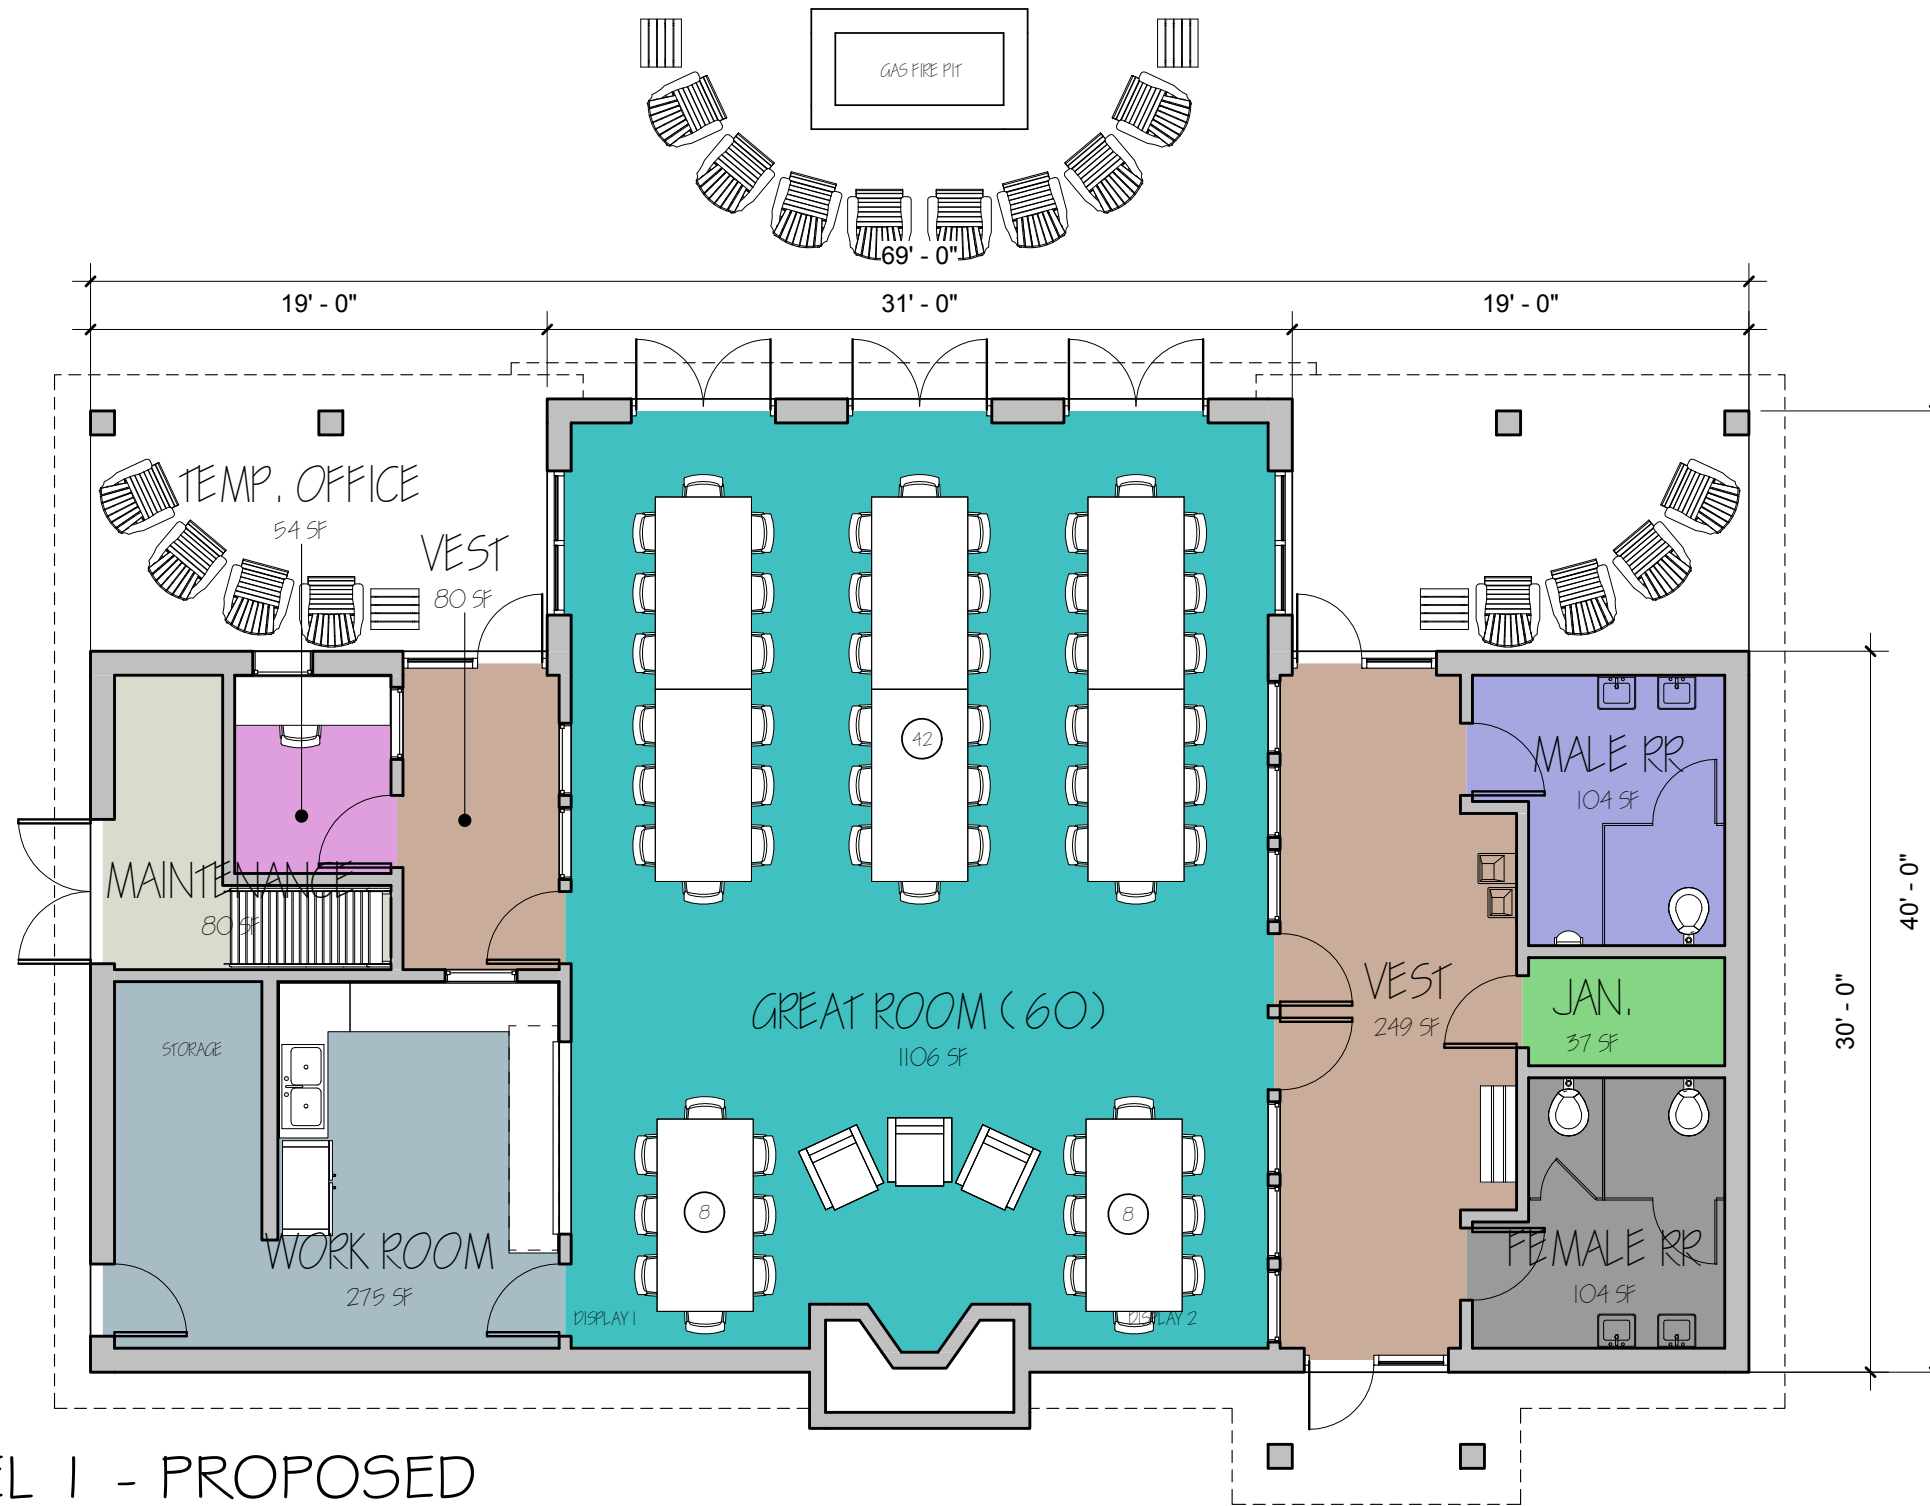 GAS FIRE PIT
69' - 0"
19' - 0"
31' - 0"
19' - 0"
TEMP. OFFICE
54 SF
VEST
80 SF
42
MALE RR
104 SF
MAINTENANCE
80 SF
40' - 0"
30' - 0"
GREAT ROOM (60)
1106 SF
VEST
249 SF
JAN.
37 SF
STORAGE
8
8
WORK ROOM
275 SF
FEMALE RR
104 SF
DISPLAY 1
DISPLAY 2
EL 1 - PROPOSED